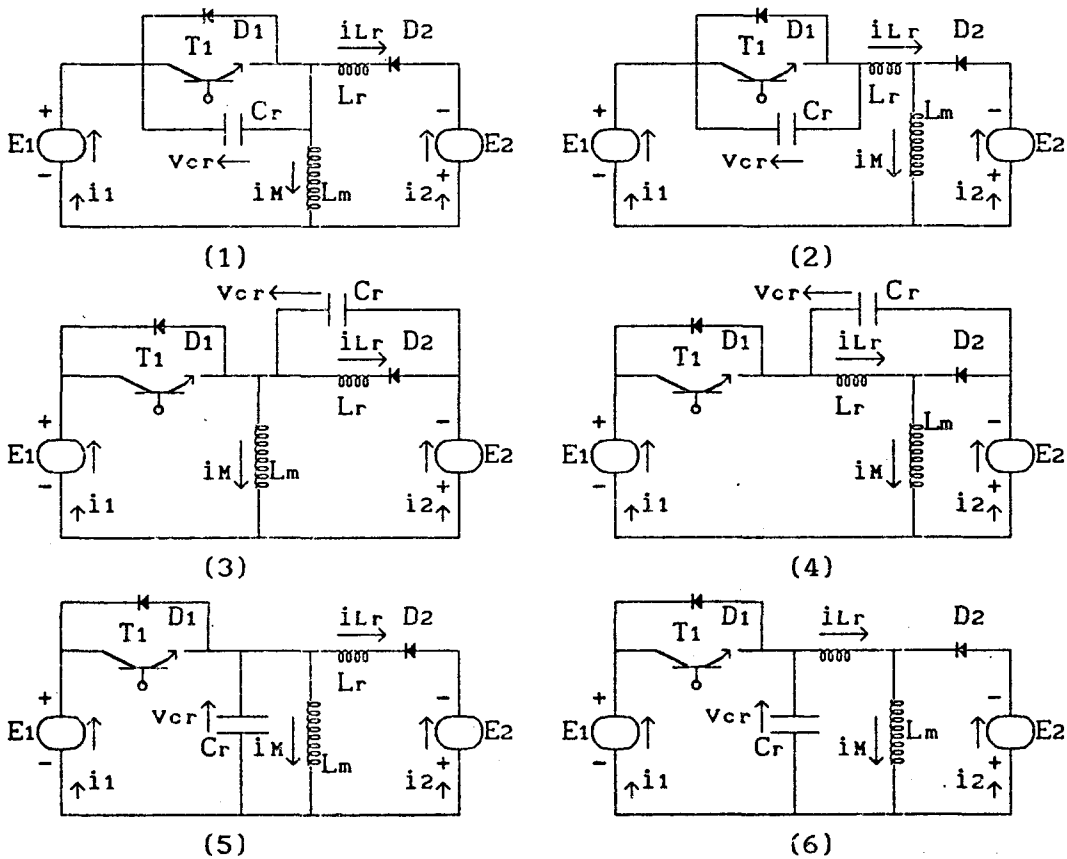 D1 iLr D2
T1
+ Cr Lr -
E1 E2
Vcr iM Lm
- i1 i2 +
(1)
D1 iLr D2
T1
+ Cr Lr Lm -
E1 E2
Vcr iM
- i1 i2 +
(2)
Vcr Cr
D1 iLr D2
T1
+ Lr -
E1 iM Lm E2
- i1 i2 +
(3)
Vcr Cr
D1 iLr D2
T1
+ Lr Lm -
E1 iM E2
- i1 i2 +
(4)
D1 iLr D2
T1
+ Lr -
Vcr
E1 Cr iM Lm E2
- i1 i2 +
(5)
D1 iLr D2
T1
+ -
Vcr Lm
E1 Cr iM E2
- i1 i2 +
(6)